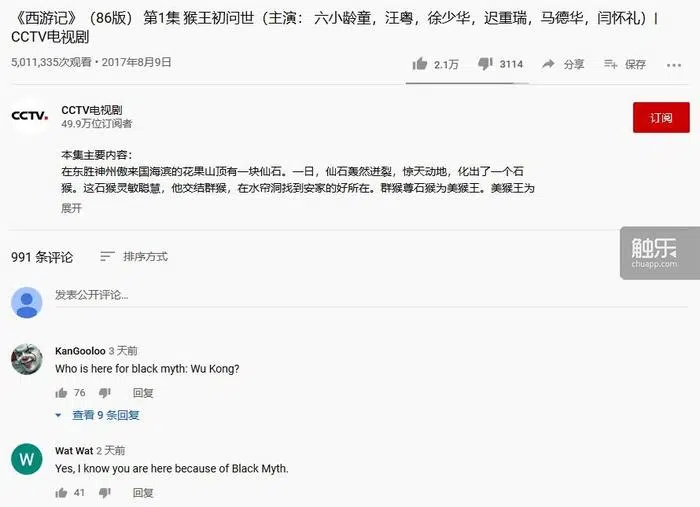 《西游记》（86版） 第1集 猴王初问世（主演： 六小龄童，汪粤，徐少华，迟重瑞，马德华，闫怀礼）|
CCTV电视剧
5,011,335次观看 • 2017年8月9日
2.1万 3114 分享 保存
CCTV. CCTV电视剧
49.9万位订阅者
订阅
本集主要内容：
在东胜神州傲来国海滨的花果山顶有一块仙石。一日，仙石轰然迸裂，惊天动地，化出了一个石
猴。这石猴灵敏聪慧，他交结群猴，在水帘洞找到安家的好所在。群猴尊石猴为美猴王。美猴王为
展开
991 条评论 排序方式
触乐
chuapp.com
发表公开评论...
KanGooloo 3 天前
Who is here for black myth: Wu Kong?
76 回复
查看 9 条回复
W
Wat Wat 2 天前
Yes, I know you are here because of Black Myth.
41 回复